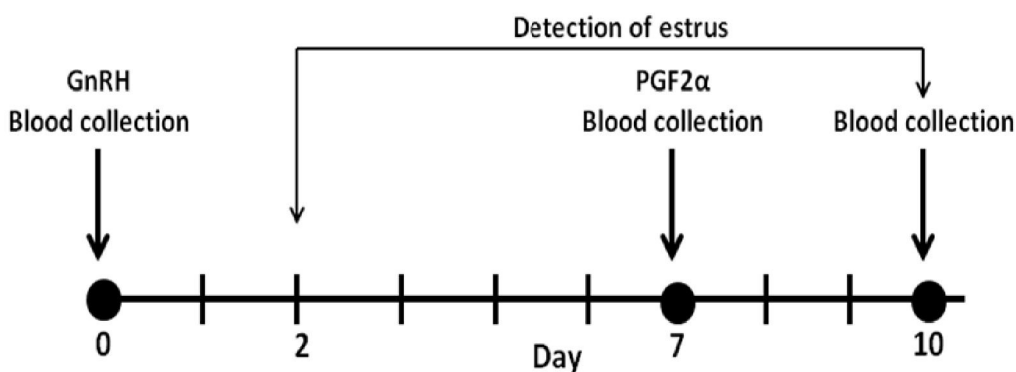 Detection of estrus
GnRH
Blood collection
PGF2α
Blood collection
Blood collection
0
2
Day
7
10